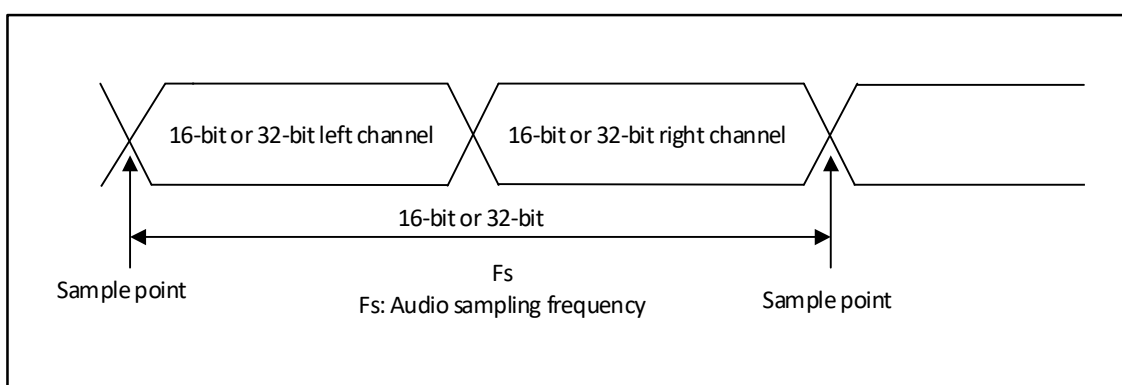 16-bit or 32-bit left channel
16-bit or 32-bit right channel
16-bit or 32-bit
Fs
Sample point
Fs: Audio sampling frequency
Sample point